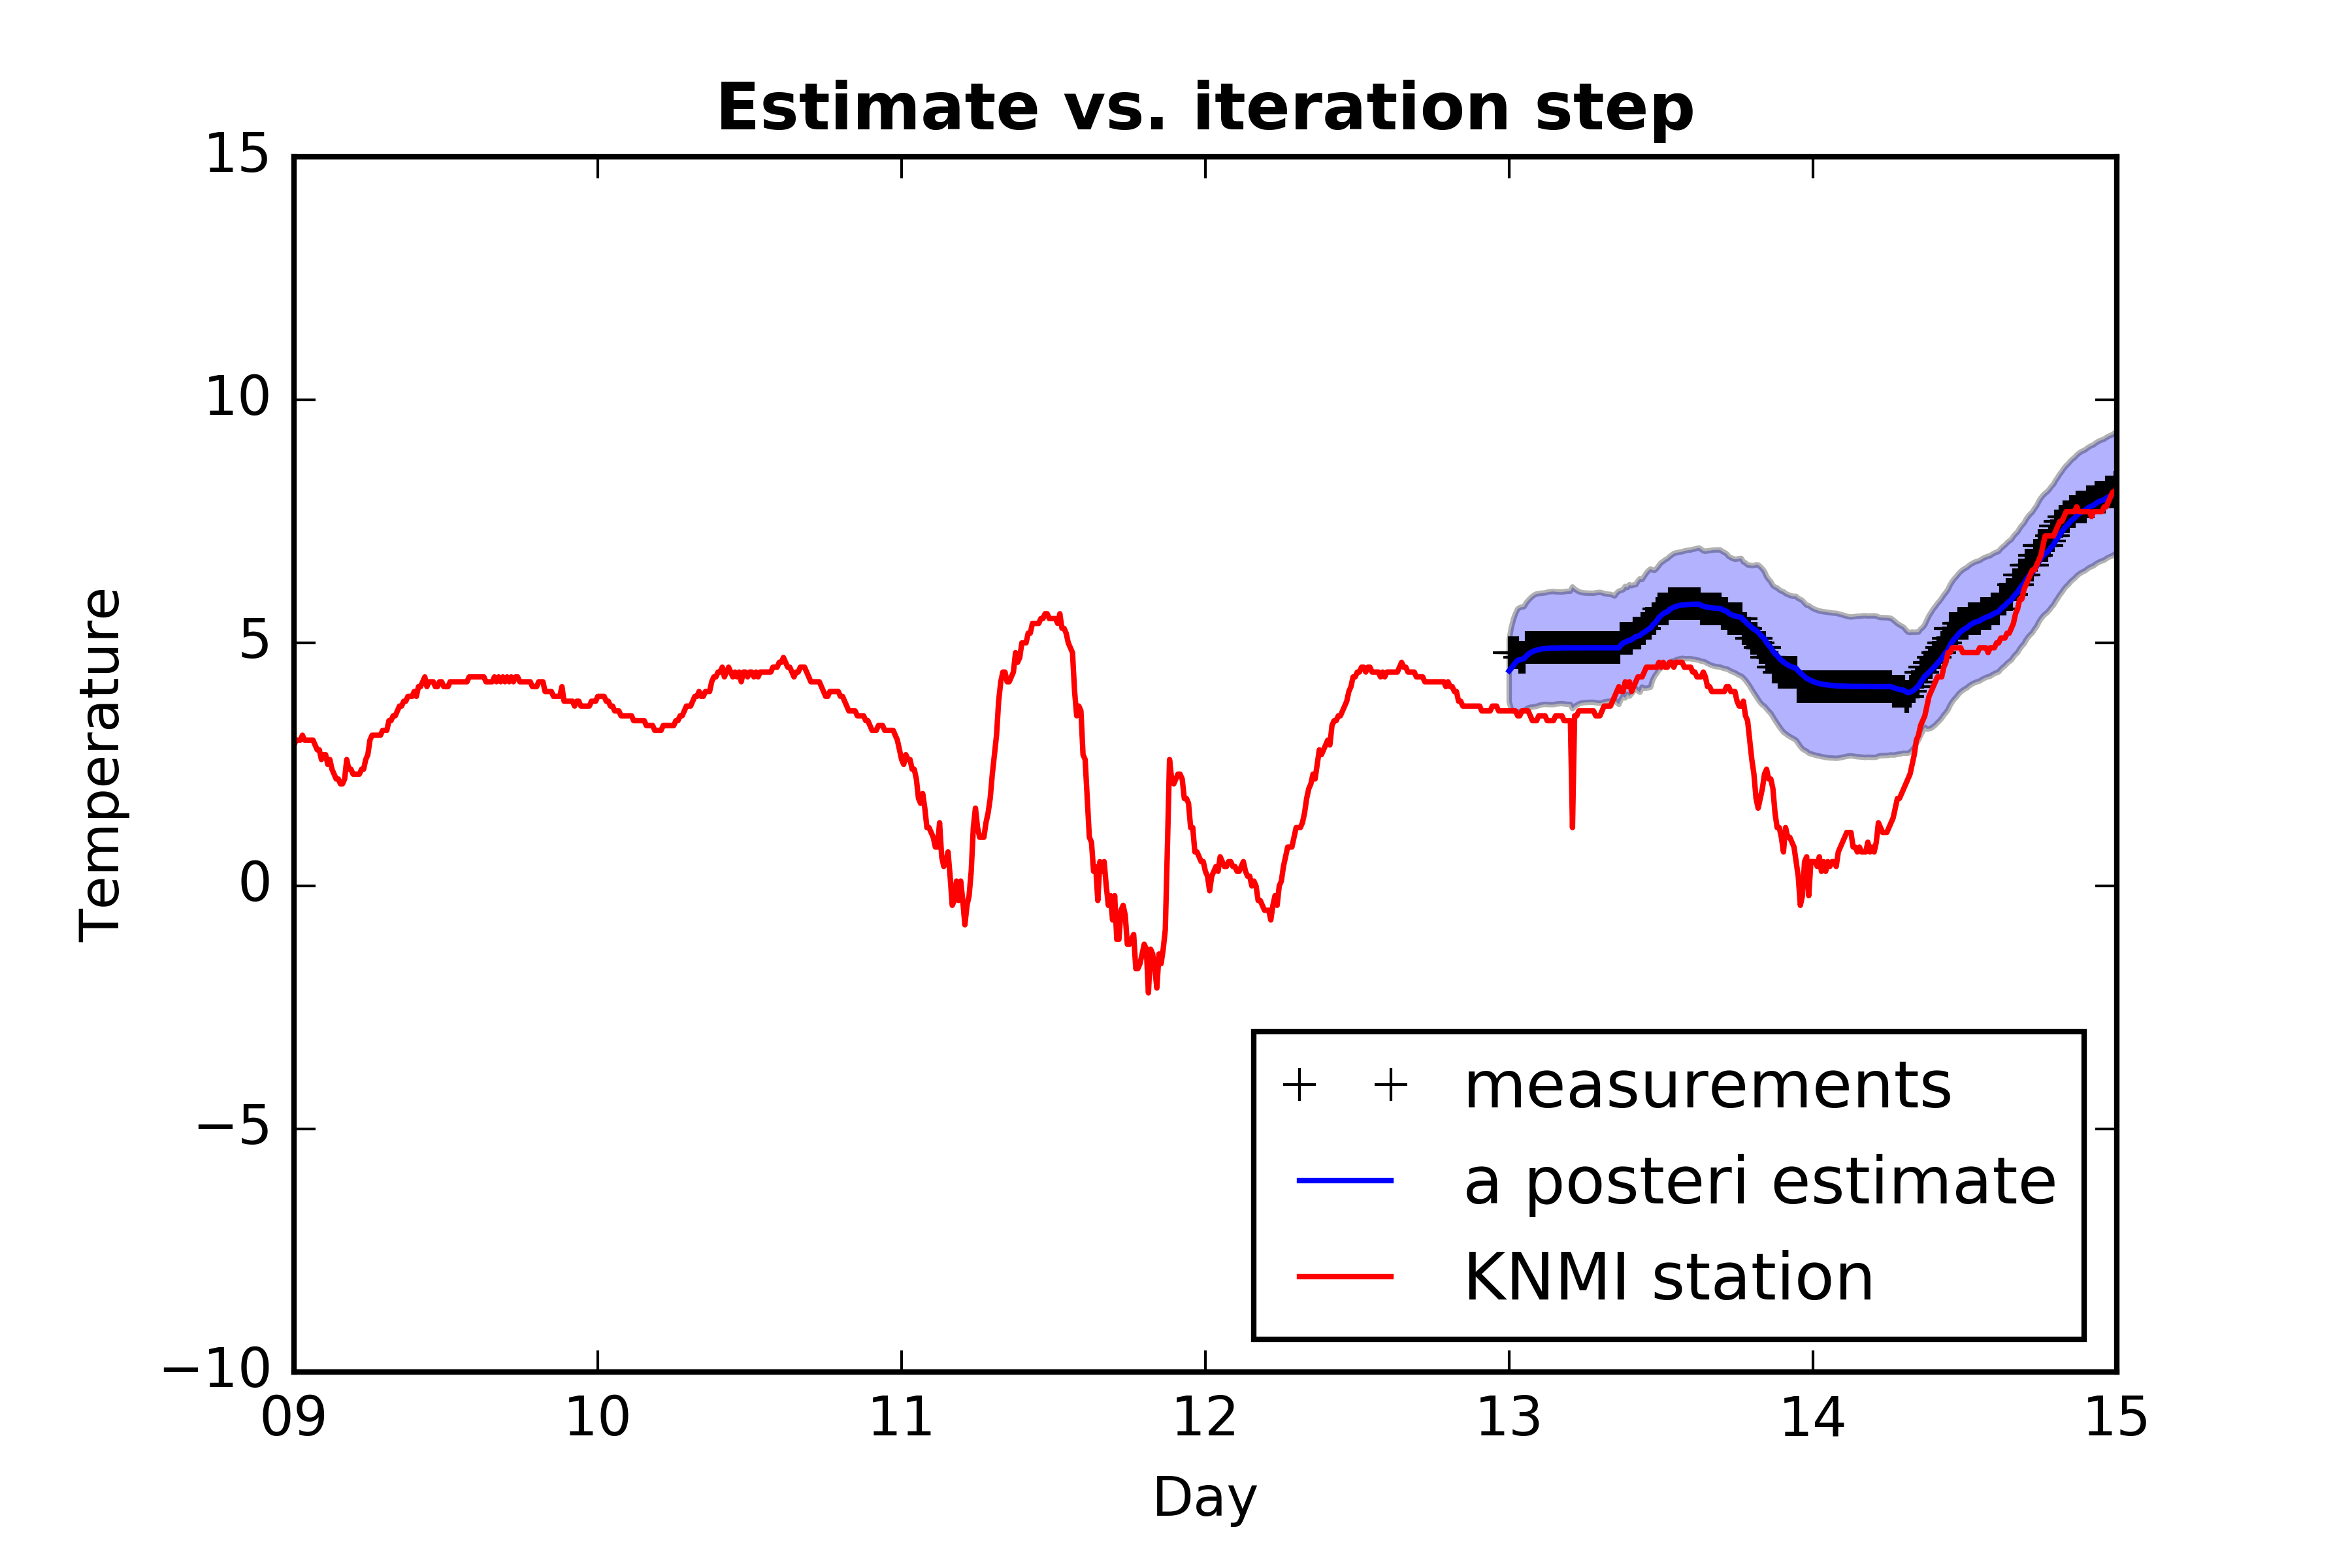 Estimate vs. iteration step
15
10
5
0
−5
−10
Temperature
measurements
a posteri estimate
KNMI station
09 10 11 12 13 14 15
Day